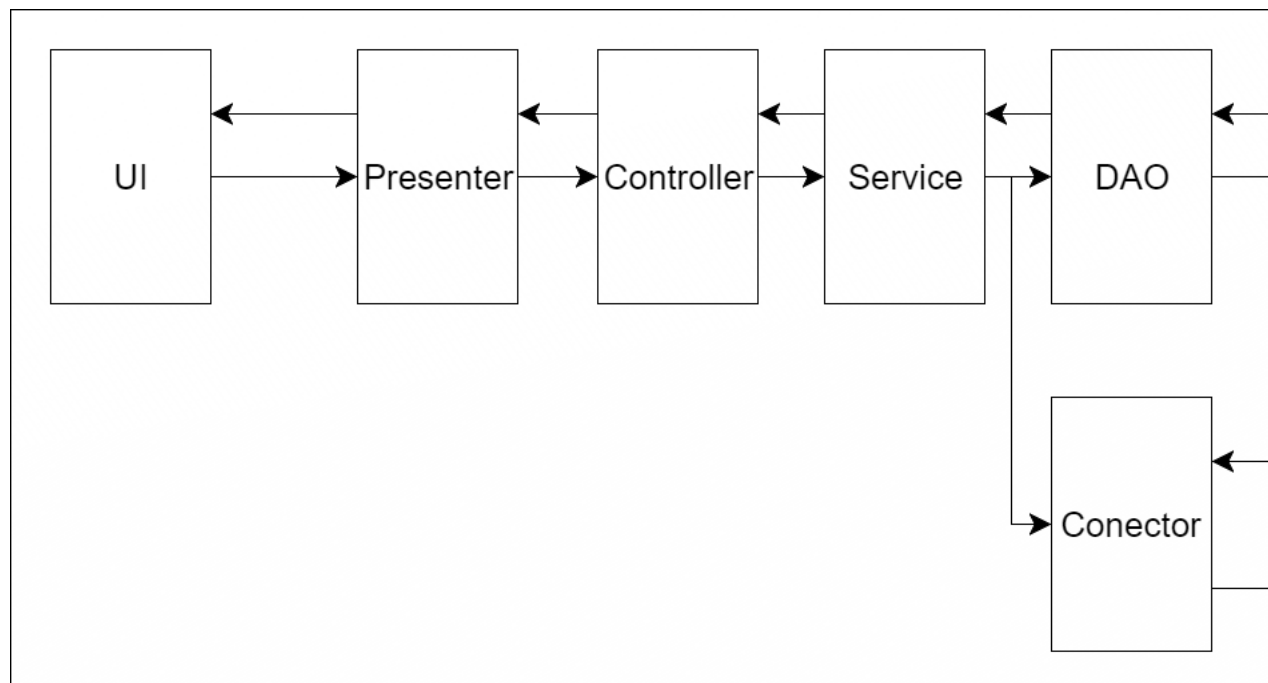 UI
Presenter
Controller
Service
DAO
Conector